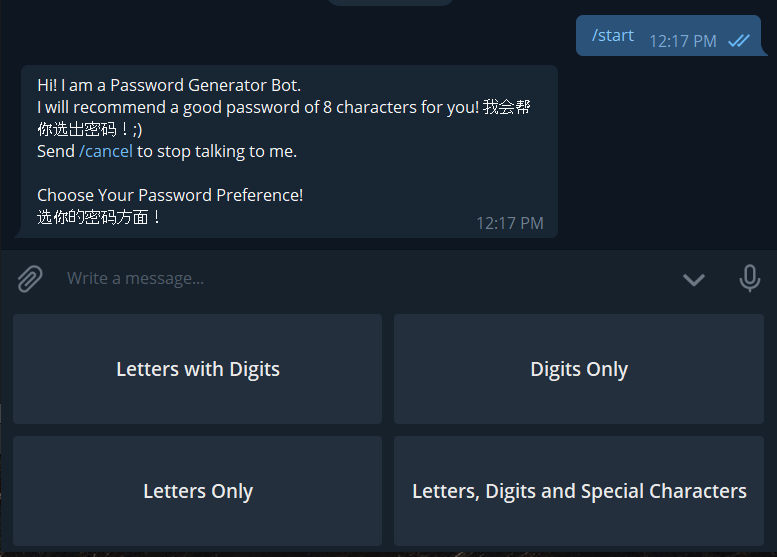 /start 12:17 PM
Hi! I am a Password Generator Bot.
I will recommend a good password of 8 characters for you! 我会帮
你选出密码！;)
Send /cancel to stop talking to me.
Choose Your Password Preference!
选你的密码方面！
12:17 PM
Write a message...
Letters with Digits
Digits Only
Letters Only
Letters, Digits and Special Characters